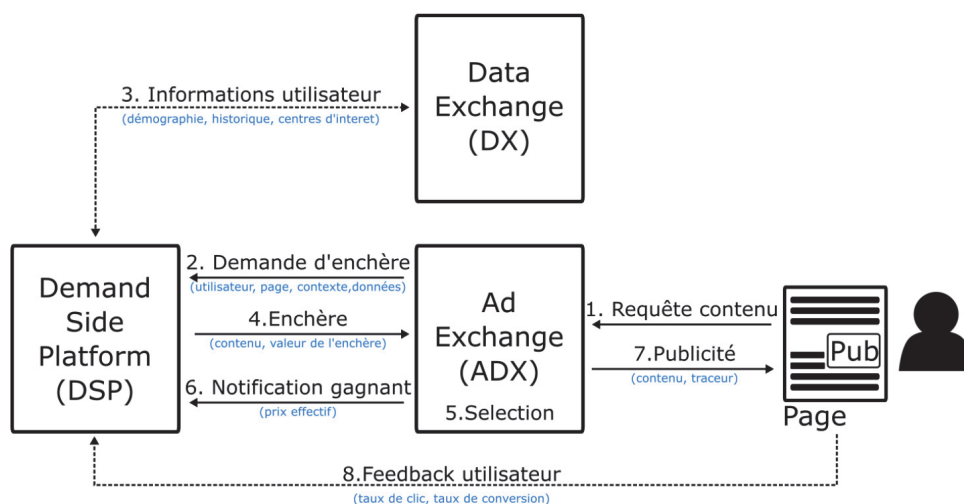 Data
Exchange
(DX)
3. Informations utilisateur
(démographie, historique, centres d'interet)
Demand
Side
Platform
(DSP)
2. Demande d'enchère
(utilisateur, page, contexte,données)
4.Enchère
(contenu, valeur de l'enchère)
6. Notification gagnant
(prix effectif)
Ad
Exchange
(ADX)
5.Selection
1. Requête contenu
7.Publicité
(contenu, traceur)
Pub
Page
8.Feedback utilisateur
(taux de clic, taux de conversion)